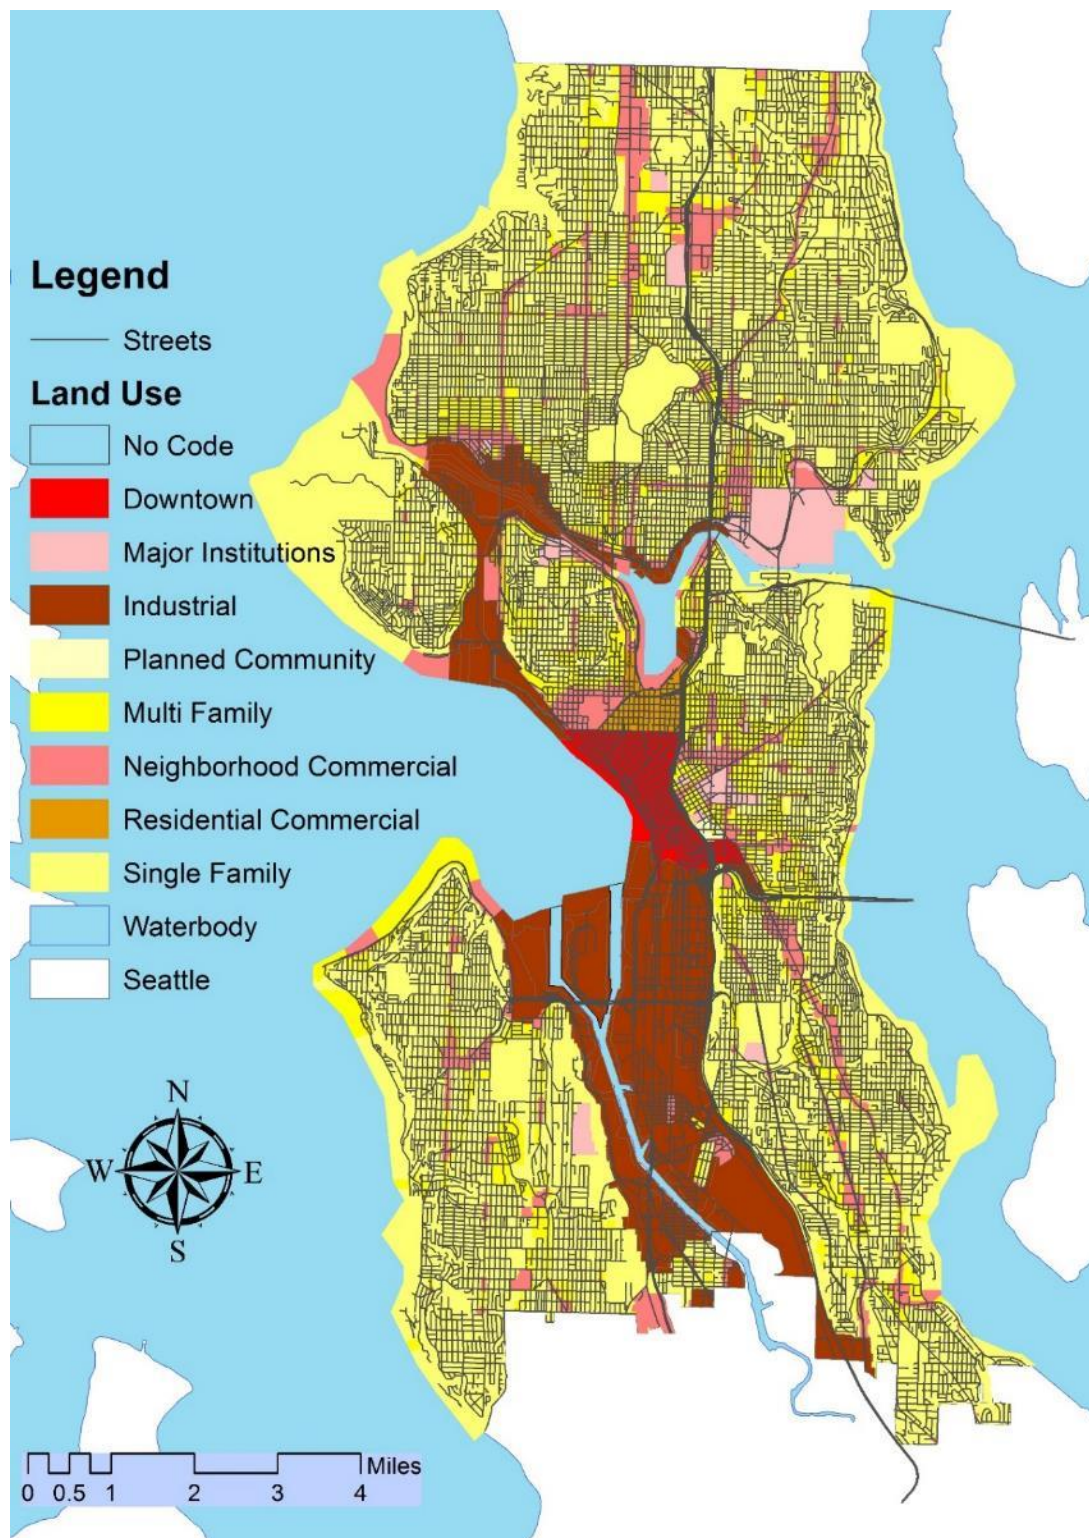 Legend
Streets
Land Use
No Code
Downtown
Major Institutions
Industrial
Planned Community
Multi Family
Neighborhood Commercial
Residential Commercial
Single Family
Waterbody
Seattle
N
W E
S
Miles
0 0.5 1 2 3 4